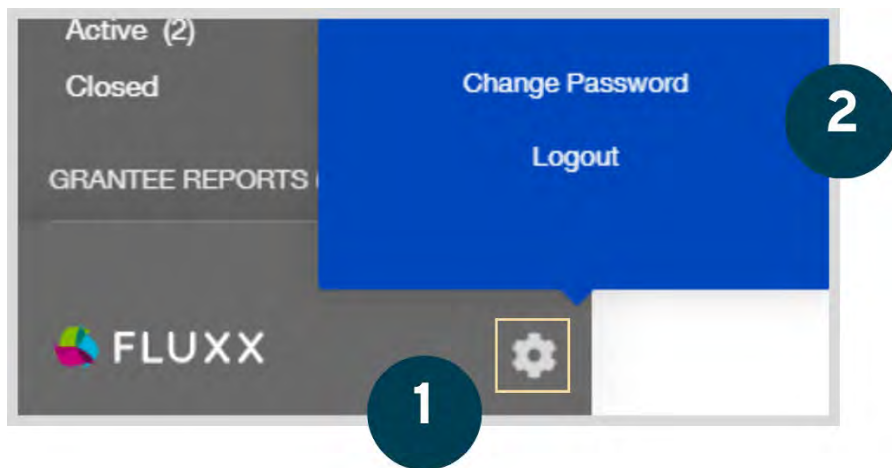 Active (2)
Closed
GRANTEE REPORTS (
Change Password
Logout
2
FLUXX
1